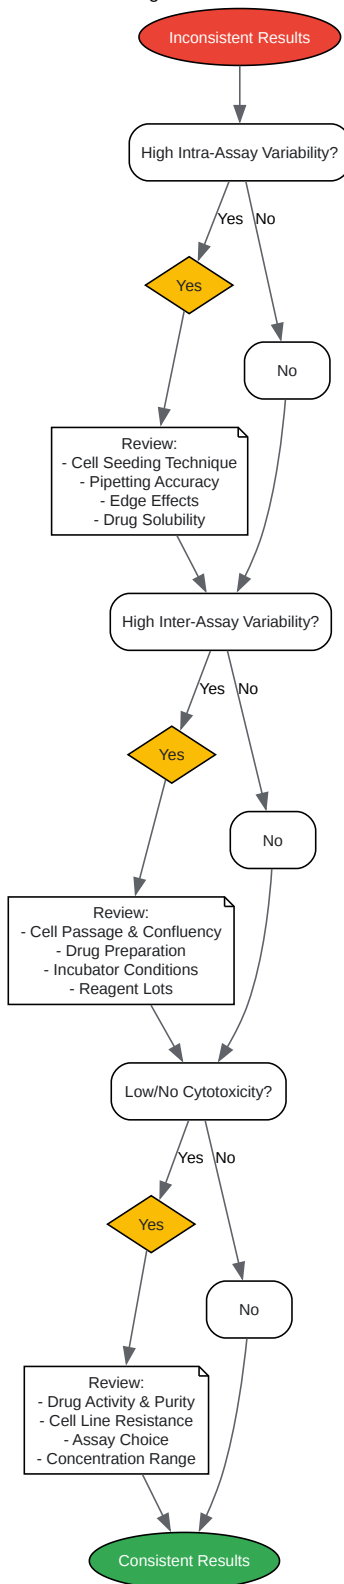 Inconsistent Results
High Intra-Assay Variability?
Yes No
Yes
No
Review:
- Cell Seeding Technique
- Pipetting Accuracy
- Edge Effects
- Drug Solubility
High Inter-Assay Variability?
Yes No
Yes
No
Review:
- Cell Passage & Confluency
- Drug Preparation
- Incubator Conditions
- Reagent Lots
Low/No Cytotoxicity?
Yes No
Yes
No
Review:
- Drug Activity & Purity
- Cell Line Resistance
- Assay Choice
- Concentration Range
Consistent Results